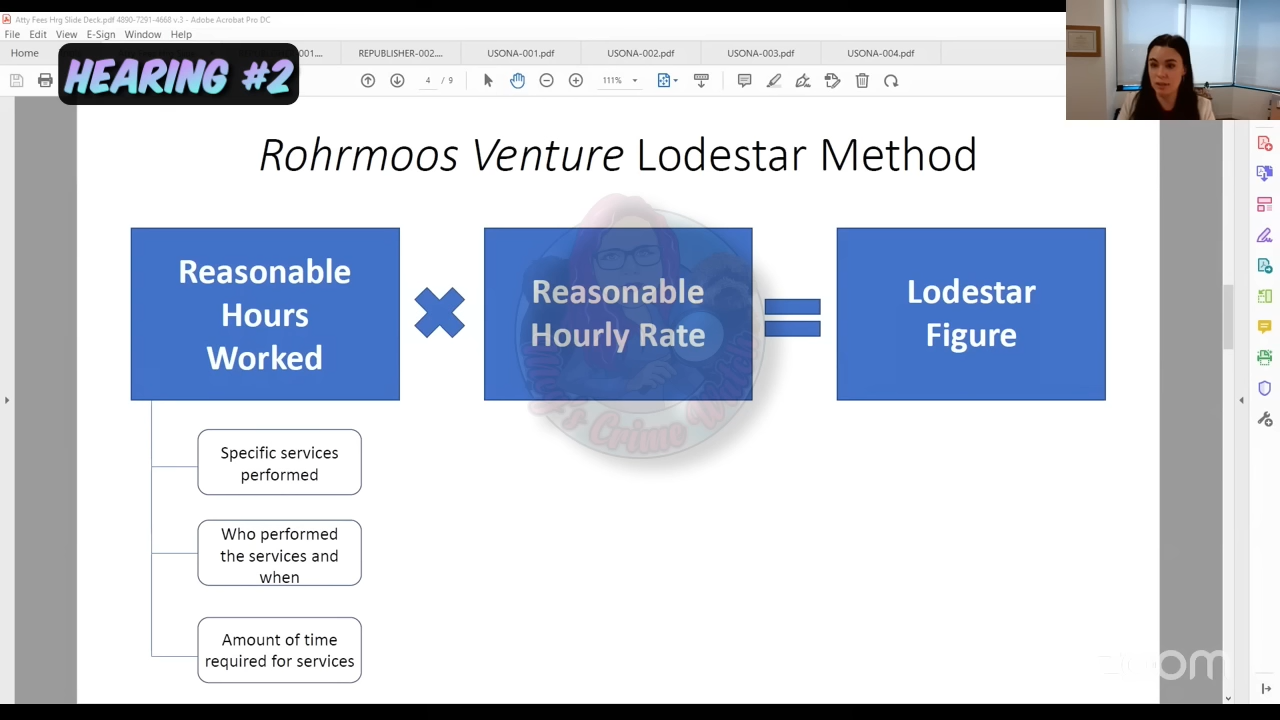 Atty Fees Hrg Slide Deck.pdf 4890-7291-4668 v.3 - Adobe Acrobat Pro DC
File Edit View E-Sign Window Help
Home
001....
REPUBLISHER-002....
USONA-001.pdf
USONA-002.pdf
USONA-003.pdf
USONA-004.pdf
HEARING #2
4 / 9
111%
Rohrmoos Venture Lodestar Method
Reasonable
Hours
Worked
Reasonable
Hourly Rate
Lodestar
Figure
Specific services
performed
Who performed
the services and
when
Amount of time
required for services
's Crime W
zoom